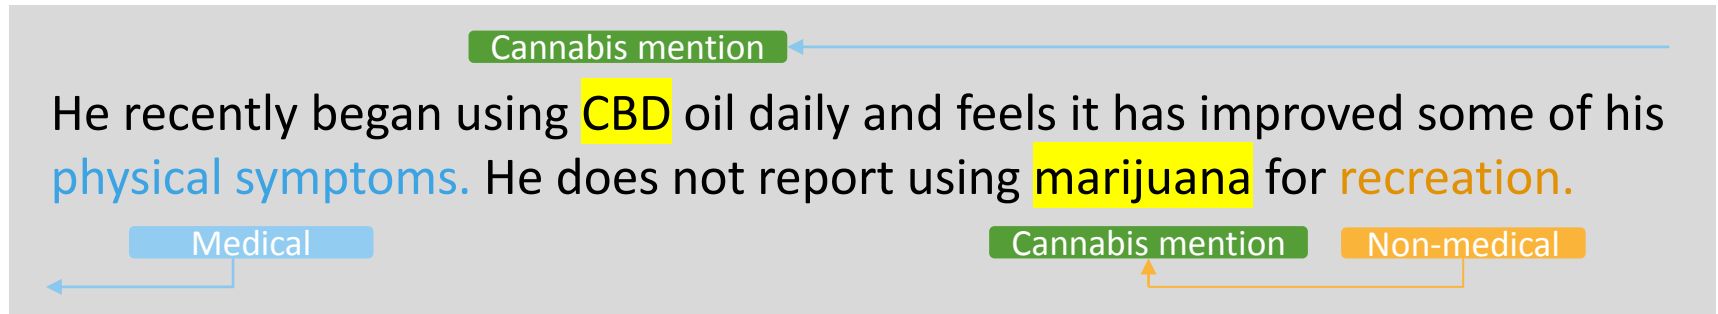 Cannabis mention
He recently began using CBD oil daily and feels it has improved some of his
physical symptoms. He does not report using marijuana for recreation.
Medical Cannabis mention Non-medical